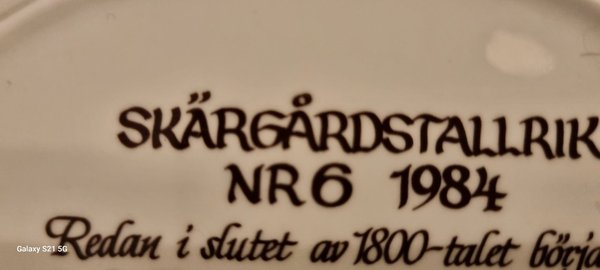 SKÄRGÅRDSTALLRIK
NR 6 1984
Redan i slutet av 1800-talet börja
Galaxy S21 5G